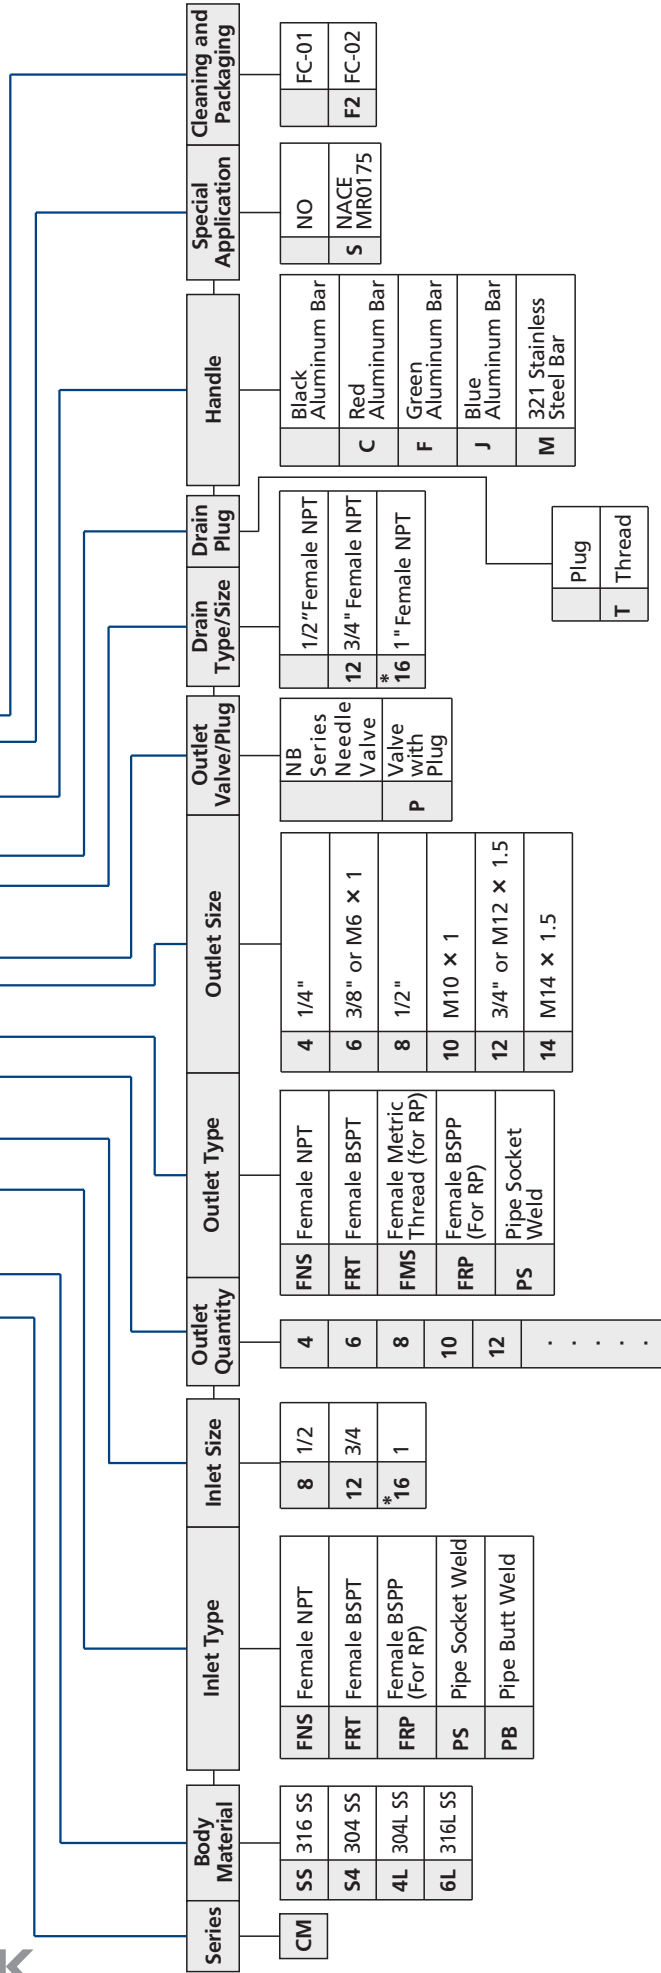 K
Series
CM
Body
Material
SS 316 SS
S4 304 SS
4L 304L SS
6L 316L SS
Inlet Type
FNS Female NPT
FRT Female BSPT
FRP Female BSPP
(For RP)
PS Pipe Socket Weld
PB Pipe Butt Weld
Inlet Size
8 1/2
12 3/4
*16 1
Outlet
Quantity
4
6
8
10
12
. . . . .
Outlet Type
FNS Female NPT
FRT Female BSPT
FMS Female Metric
Thread (for RP)
FRP Female BSPP
(For RP)
PS Pipe Socket
Weld
Outlet Size
4 1/4"
6 3/8" or M6 × 1
8 1/2"
10 M10 × 1
12 3/4" or M12 × 1.5
14 M14 × 1.5
Outlet
Valve/Plug
NB
Series
Needle
Valve
P Valve
with
Plug
Drain
Type/Size
1/2"Female NPT
12 3/4" Female NPT
*16 1" Female NPT
Drain
Plug
Plug
T Thread
Handle
Black
Aluminum Bar
C Red
Aluminum Bar
F Green
Aluminum Bar
J Blue
Aluminum Bar
M 321 Stainless
Steel Bar
Special
Application
NO
S NACE
MR0175
Cleaning and
Packaging
FC-01
F2 FC-02